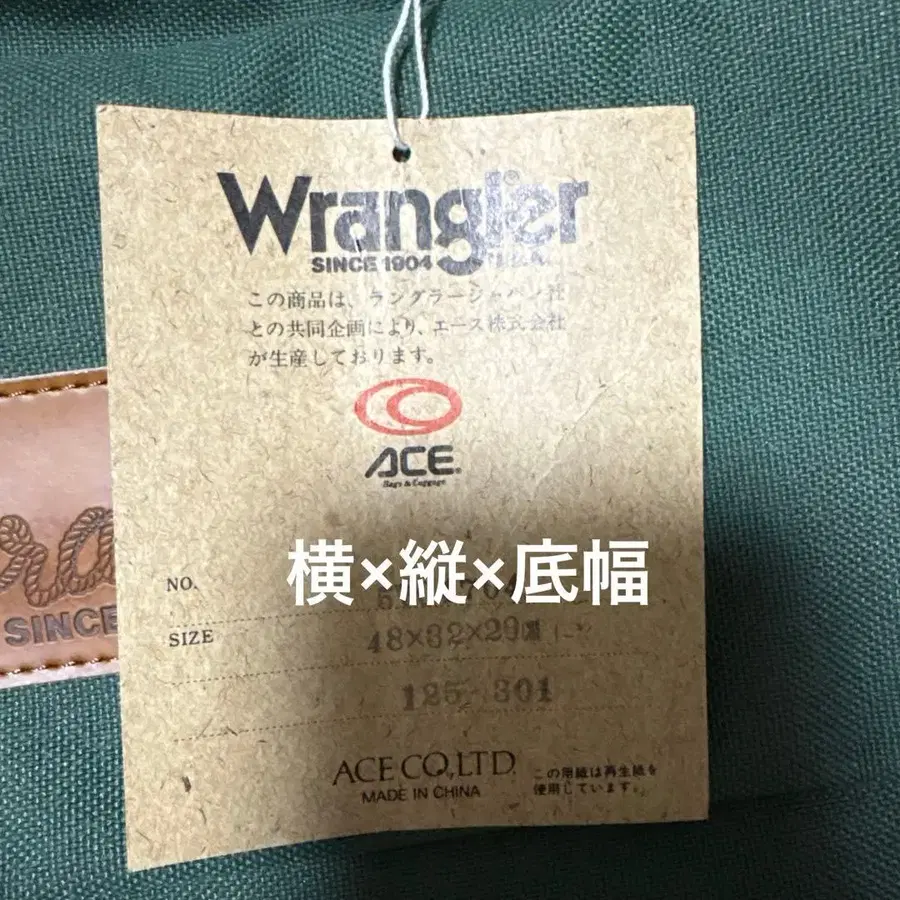 Wrangler
SINCE 1904 U.S.A.
この商品は、ラングラージャパン社
との共同企画により、エース株式会社
が生産しております。
ACE.
Bags & Luggage
横×縦×底幅
NO.
SIZE 48×32×29㎝
125-301
ACE CO.,LTD.
MADE IN CHINA
この用紙は再生紙を
使用しています。
SINCE